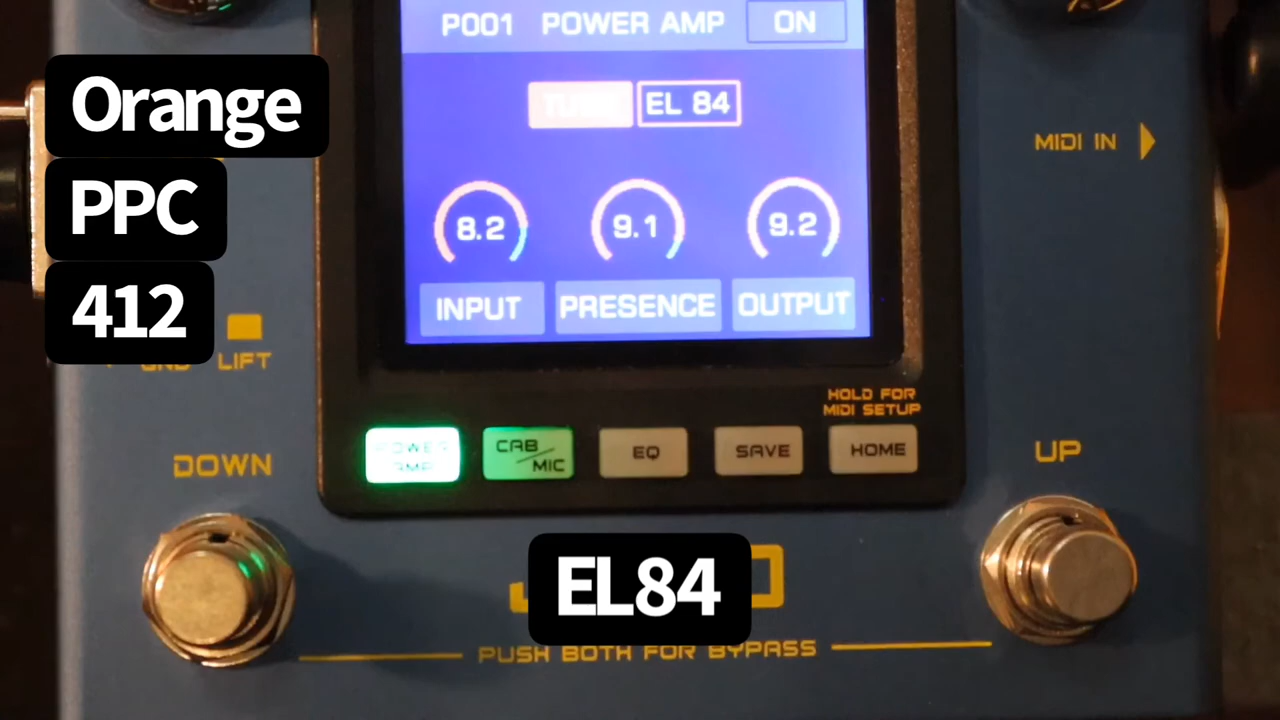 P001 POWER AMP ON
TUBE EL 84
8.2 9.1 9.2
INPUT PRESENCE OUTPUT
Orange
PPC
412
GND LIFT
MIDI IN
HOLD FOR
MIDI SETUP
POWER
AMP
CAB
MIC
EQ
SAVE
HOME
DOWN
UP
EL84
PUSH BOTH FOR BYPASS